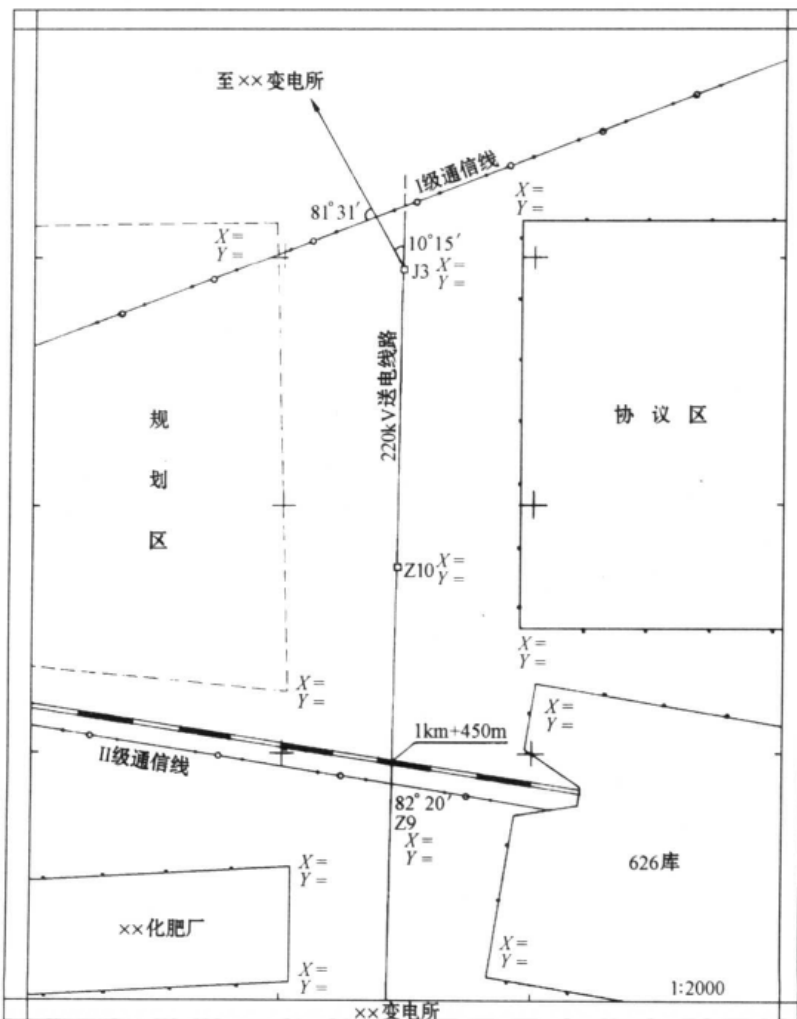 至××变电所
I级通信线
81°31′
X=
Y=
X=
Y=
10°15′
J3
X=
Y=
220kV送电线路
规划区
协议区
Z10
X=
Y=
X=
Y=
X=
Y=
X=
Y=
1km+450m
II级通信线
82°20′
Z9
X=
Y=
X=
Y=
626库
××化肥厂
X=
Y=
X=
Y=
1:2000
××变电所